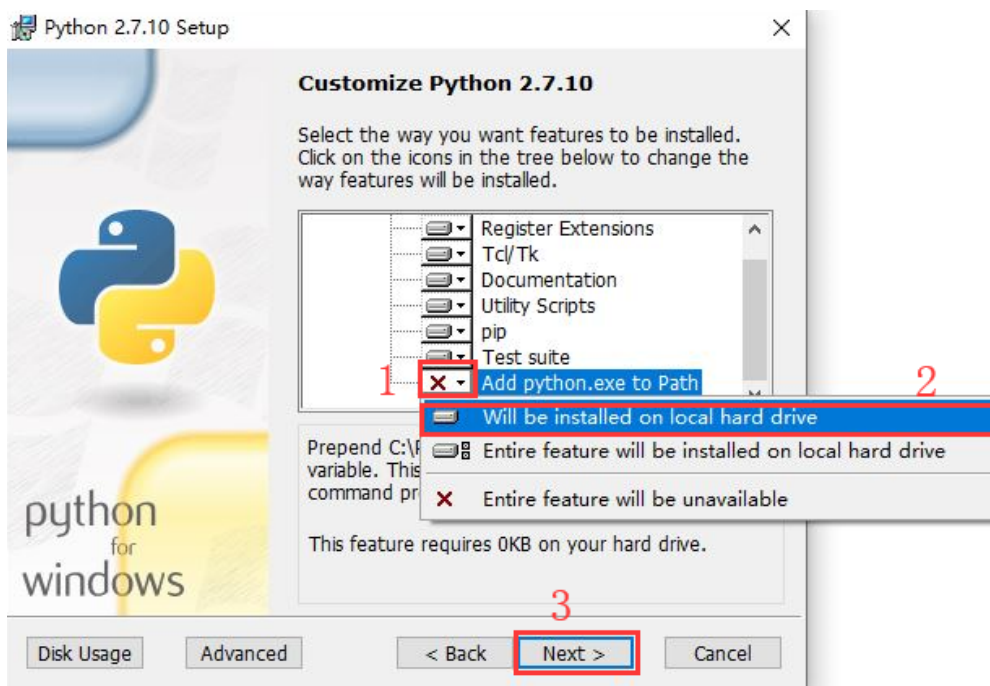 Python 2.7.10 Setup
Customize Python 2.7.10
Select the way you want features to be installed.
Click on the icons in the tree below to change the
way features will be installed.
Register Extensions
Tcl/Tk
Documentation
Utility Scripts
pip
Test suite
1
Add python.exe to Path
2
Will be installed on local hard drive
Entire feature will be installed on local hard drive
Entire feature will be unavailable
Prepend C:\
variable. This
command pr
This feature requires 0KB on your hard drive.
python
for
windows
3
Disk Usage
Advanced
< Back
Next >
Cancel